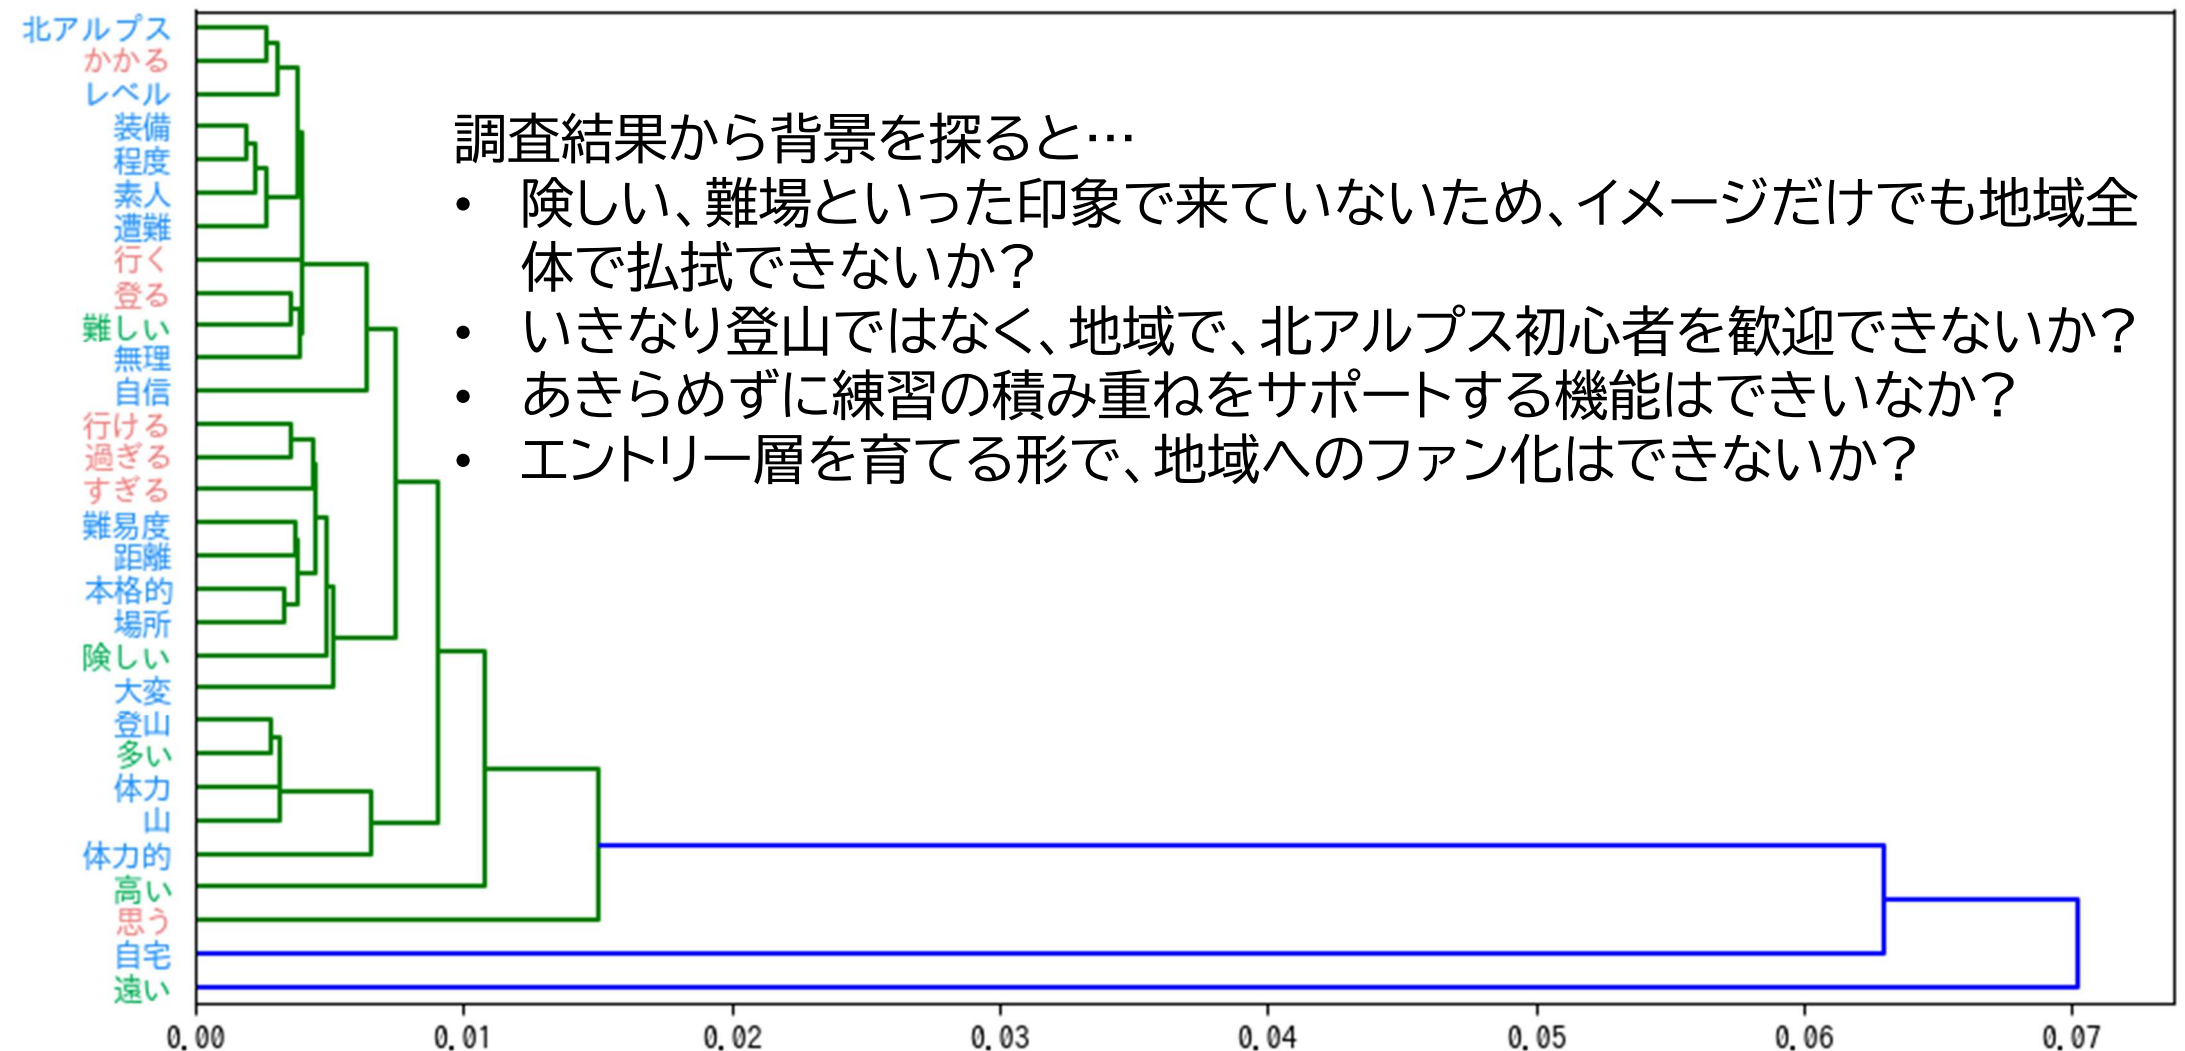 北アルプス
かかる
レベル
装備
程度
素人
遭難
行く
登る
難しい
無理
自信
行ける
過ぎる
すぎる
難易度
距離
本格的
場所
険しい
大変
登山
多い
体力
山
体力的
高い
思う
自宅
遠い
調査結果から背景を探ると…
• 険しい、難場といった印象で来ていないため、イメージだけでも地域全
体で払拭できないか？
• いきなり登山ではなく、地域で、北アルプス初心者を歓迎できないか？
• あきらめずに練習の積み重ねをサポートする機能はできいなか？
• エントリー層を育てる形で、地域へのファン化はできないか？
0.00 0.01 0.02 0.03 0.04 0.05 0.06 0.07